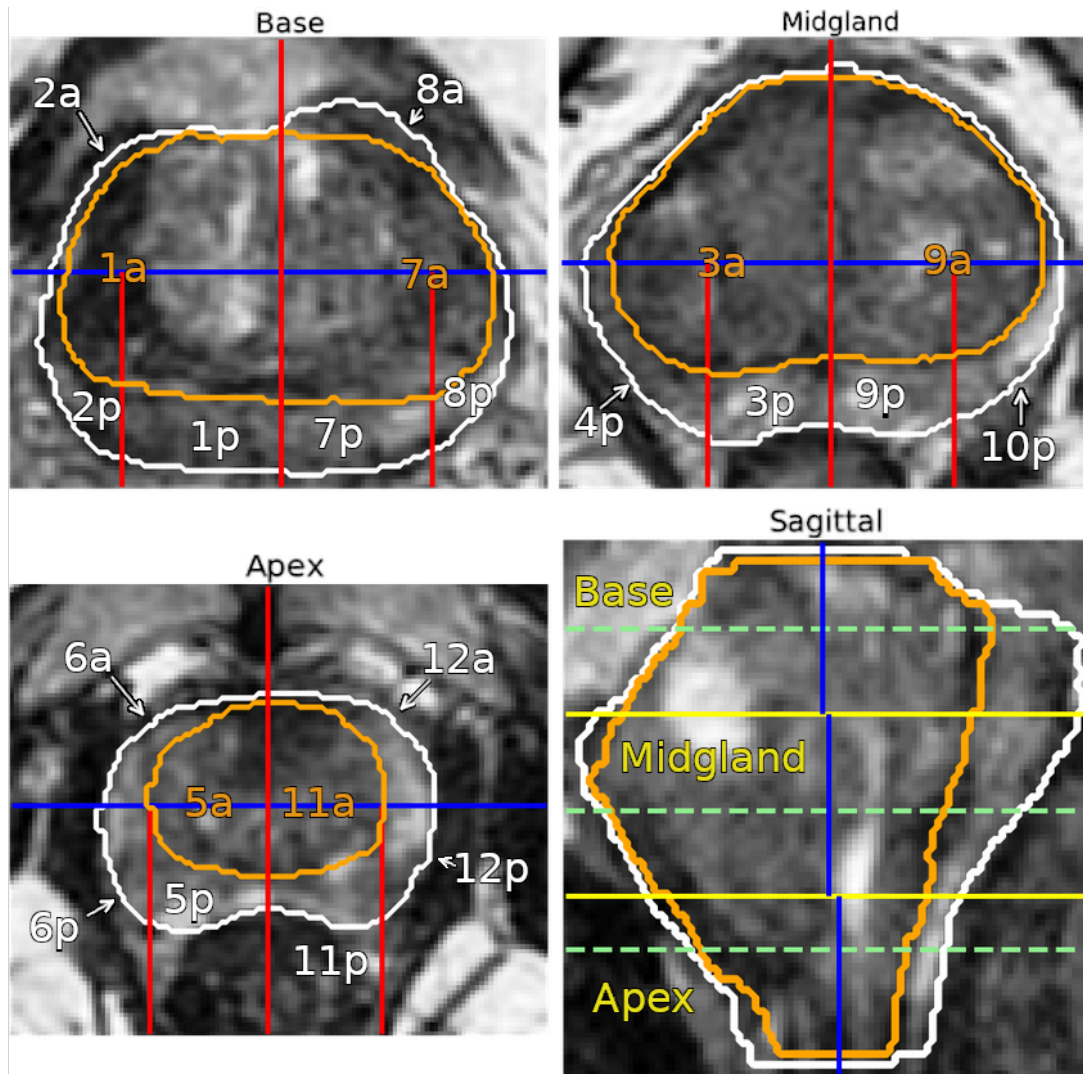 Base
2a
8a
1a
7a
2p
1p
7p
8p
Midgland
3a
9a
4p
3p
9p
10p
Apex
6a
12a
5a
11a
6p
5p
11p
12p
Sagittal
Base
Midgland
Apex